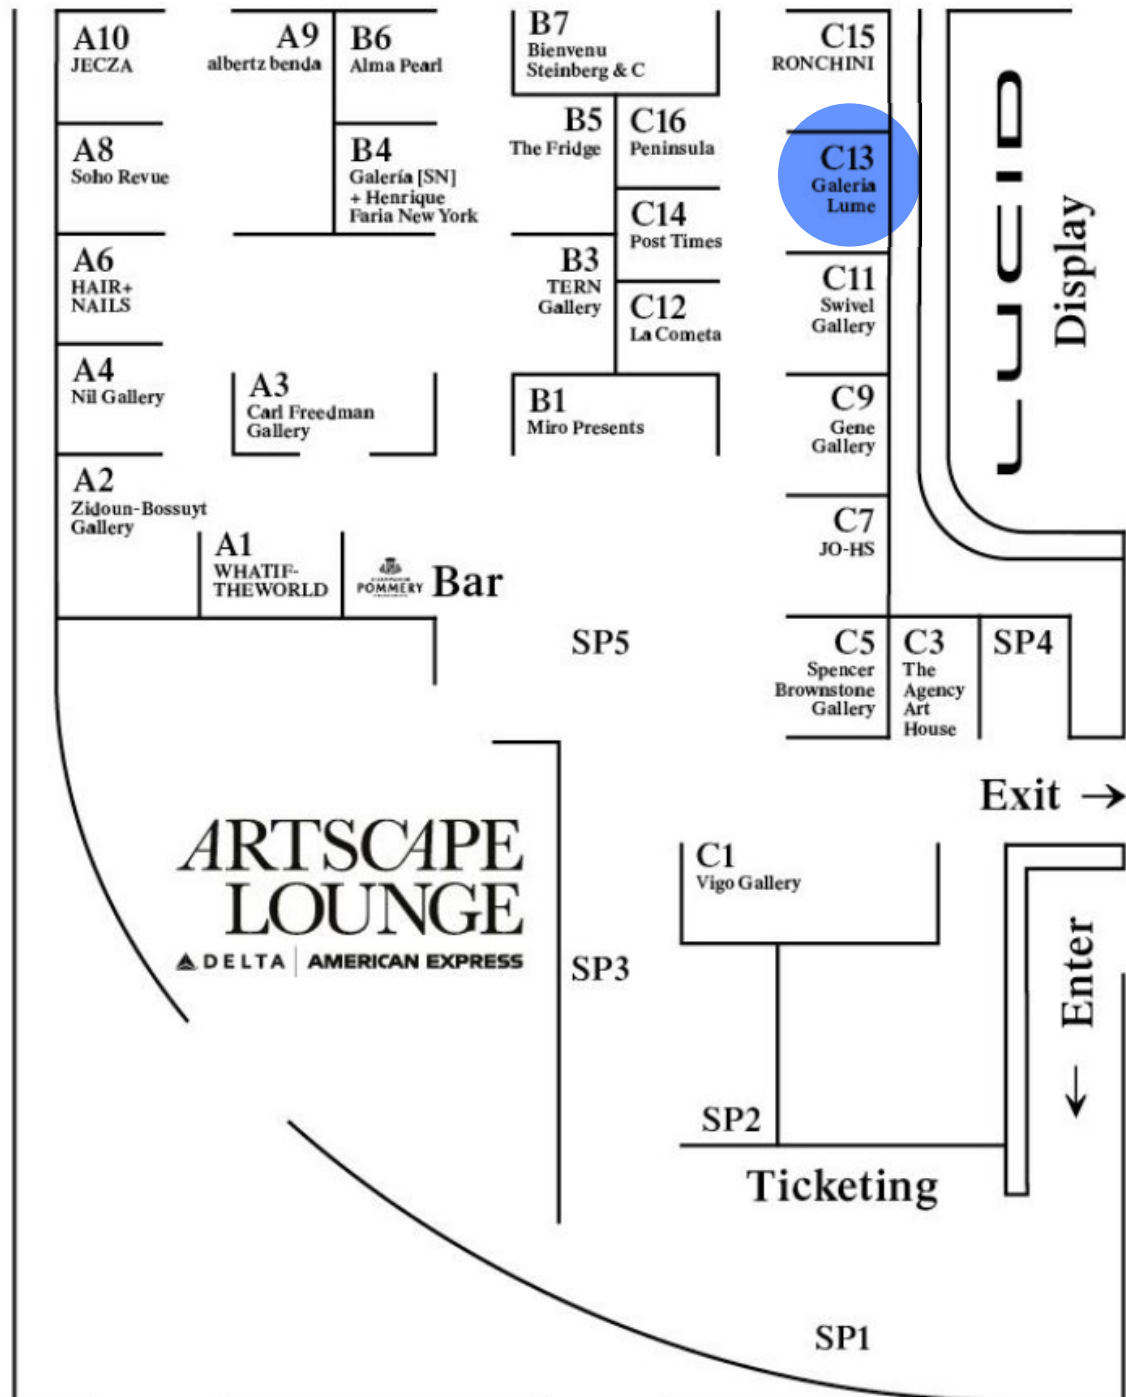 A10
JECZA
A9
albertz benda
B6
Alma Pearl
B7
Bienvenu
Steinberg & C
C15
RONCHINI
A8
Soho Revue
B4
Galería [SN]
+ Henrique
Faria New York
B5
The Fridge
C16
Peninsula
C13
Galeria
Lume
C14
Post Times
A6
HAIR+
NAILS
B3
TERN
Gallery
C12
La Cometa
C11
Swivel
Gallery
LUCID
Display
A4
Nil Gallery
A3
Carl Freedman
Gallery
B1
Miro Presents
C9
Gene
Gallery
A2
Zidoun-Bossuyt
Gallery
A1
WHATIF-
THEWORLD
POMMERY
Bar
C7
JO-HS
SP5
C5
Spencer
Brownstone
Gallery
C3
The
Agency
Art
House
SP4
Exit →
ARTSCAPE
LOUNGE
DELTA | AMERICAN EXPRESS
C1
Vigo Gallery
SP3
Enter
→
SP2
Ticketing
SP1